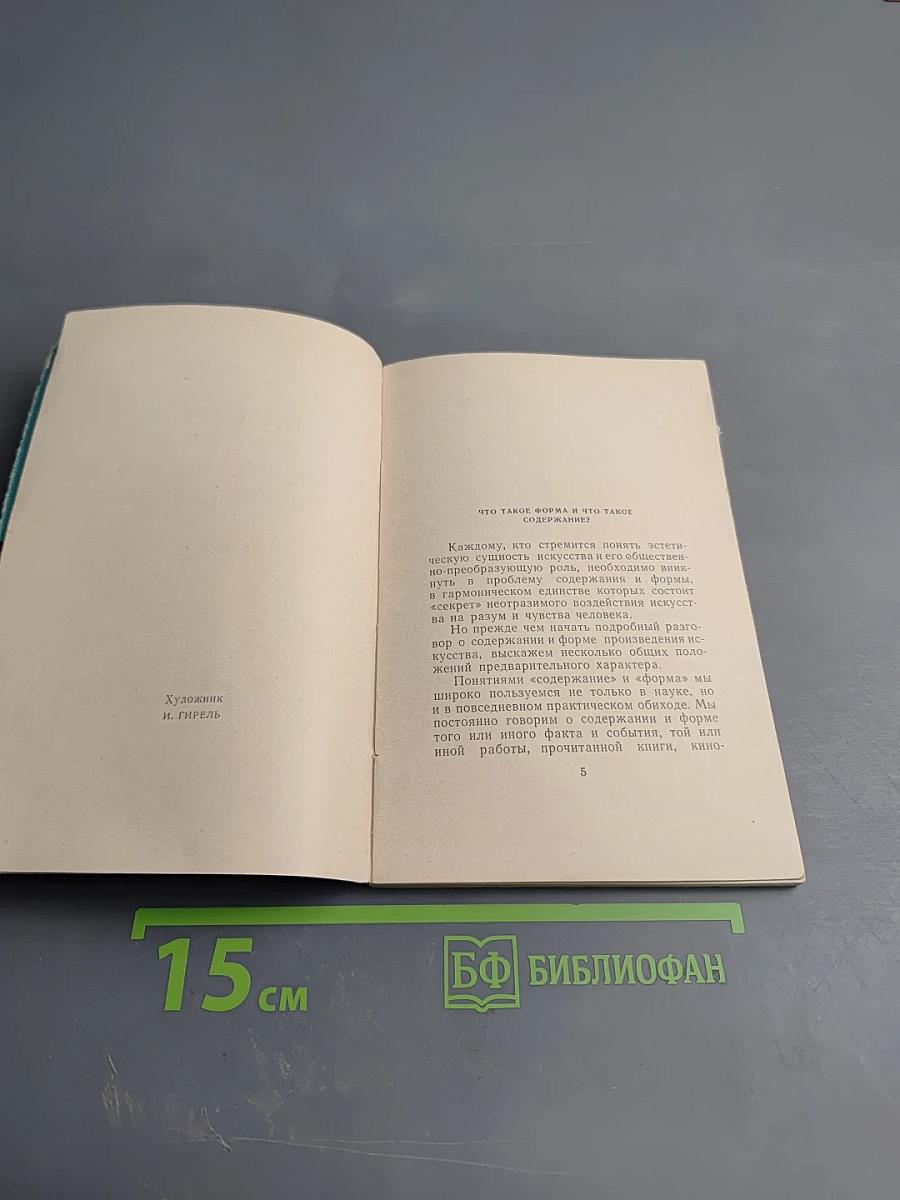 Художник
И. ГИРЕЛЬ
ЧТО ТАКОЕ ФОРМА И ЧТО ТАКОЕ
СОДЕРЖАНИЕ?
Каждому, кто стремится понять эстети-
ческую сущность искусства и его обществен-
но-преобразующую роль, необходимо вник-
нуть в проблему содержания и формы,
в гармоническом единстве которых состоит
«секрет» неотразимого воздействия искусст-
ва на разум и чувства человека.
Но прежде чем начать подробный разго-
вор о содержании и форме произведения ис-
кусства, выскажем несколько общих поло-
жений предварительного характера.
Понятиями «содержание» и «форма» мы
широко пользуемся не только в науке, но
и в повседневном практическом обиходе. Мы
постоянно говорим о содержании и форме
того или иного факта и события, той или
иной работы, прочитанной книги, кино-
5
15 см
БФ БИБЛИОФАН